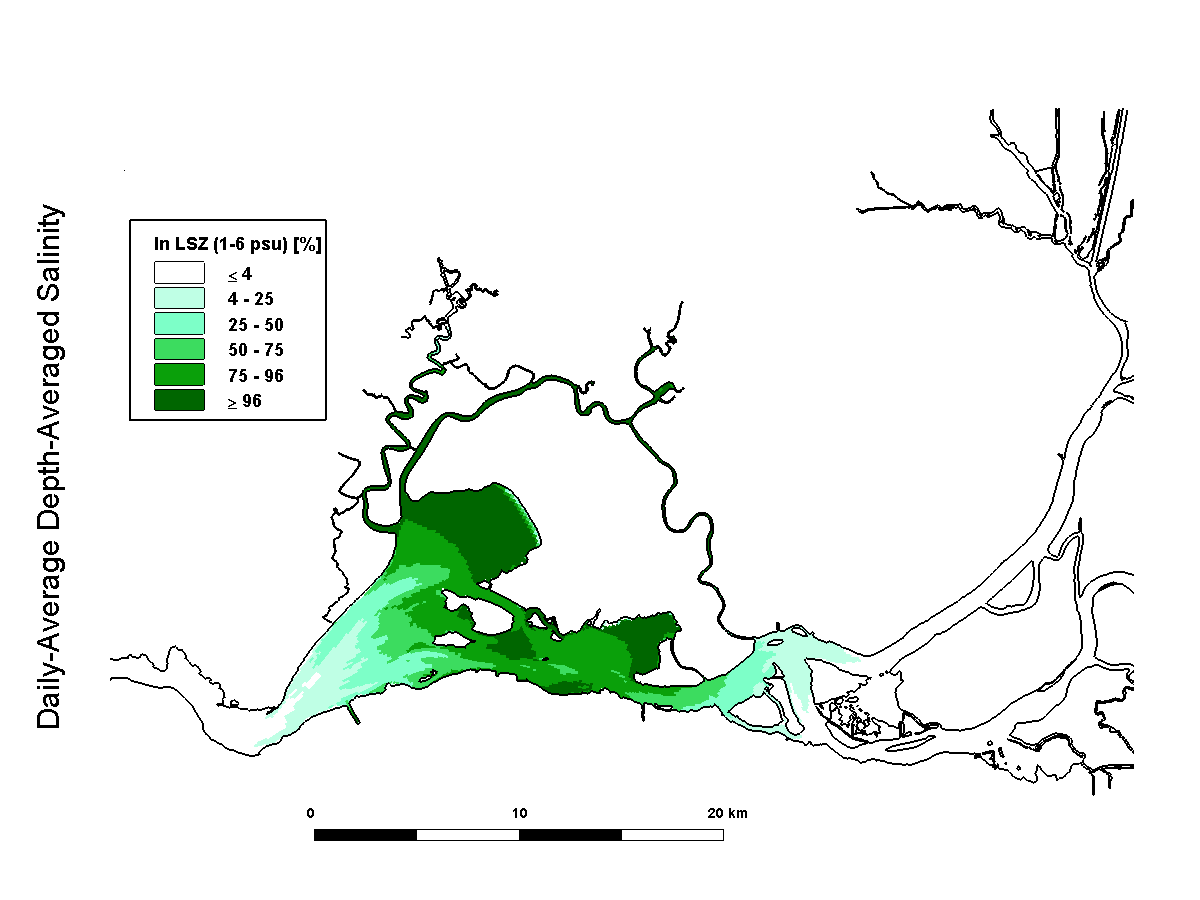 Daily-Average Depth-Averaged Salinity
In LSZ (1-6 psu) [%]
≤ 4
4 - 25
25 - 50
50 - 75
75 - 96
≥ 96
0 10 20 km